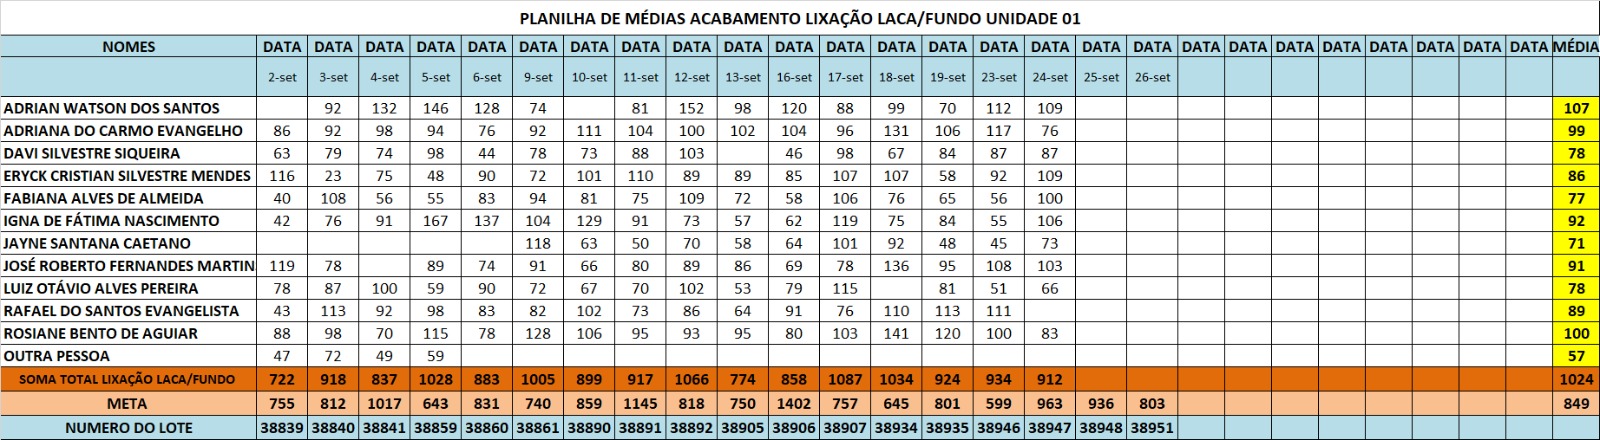 PLANILHA DE MÉDIAS ACABAMENTO LIXAÇÃO LACA/FUNDO UNIDADE 01
NOMES DATA DATA DATA DATA DATA DATA DATA DATA DATA DATA DATA DATA DATA DATA DATA DATA DATA DATA DATA DATA DATA DATA DATA DATA DATA DATA MÉDIA
2-set 3-set 4-set 5-set 6-set 9-set 10-set 11-set 12-set 13-set 16-set 17-set 18-set 19-set 23-set 24-set 25-set 26-set
ADRIAN WATSON DOS SANTOS 92 132 146 128 74 81 152 98 120 88 99 70 112 109 107
ADRIANA DO CARMO EVANGELHO 86 92 98 94 76 92 111 104 100 102 104 96 131 106 117 76 99
DAVI SILVESTRE SIQUEIRA 63 79 74 98 44 78 73 88 103 46 98 67 84 87 87 78
ERYCK CRISTIAN SILVESTRE MENDES 116 23 75 48 90 72 101 110 89 89 85 107 107 58 92 109 86
FABIANA ALVES DE ALMEIDA 40 108 56 55 83 94 81 75 109 72 58 106 76 65 56 100 77
IGNA DE FÁTIMA NASCIMENTO 42 76 91 167 137 104 129 91 73 57 62 119 75 84 55 106 92
JAYNE SANTANA CAETANO 118 63 50 70 58 64 101 92 48 45 73 71
JOSÉ ROBERTO FERNANDES MARTIN 119 78 89 74 91 66 80 89 86 69 78 136 95 108 103 91
LUIZ OTÁVIO ALVES PEREIRA 78 87 100 59 90 72 67 70 102 53 79 115 81 51 66 78
RAFAEL DO SANTOS EVANGELISTA 43 113 92 98 83 82 102 73 86 64 91 76 110 113 111 89
ROSIANE BENTO DE AGUIAR 88 98 70 115 78 128 106 95 93 95 80 103 141 120 100 83 100
OUTRA PESSOA 47 72 49 59 57
SOMA TOTAL LIXAÇÃO LACA/FUNDO 722 918 837 1028 883 1005 899 917 1066 774 858 1087 1034 924 934 912 1024
META 755 812 1017 643 831 740 859 1145 818 750 1402 757 645 801 599 963 936 803 849
NUMERO DO LOTE 38839 38840 38841 38859 38860 38861 38890 38891 38892 38905 38906 38907 38934 38935 38946 38947 38948 38951